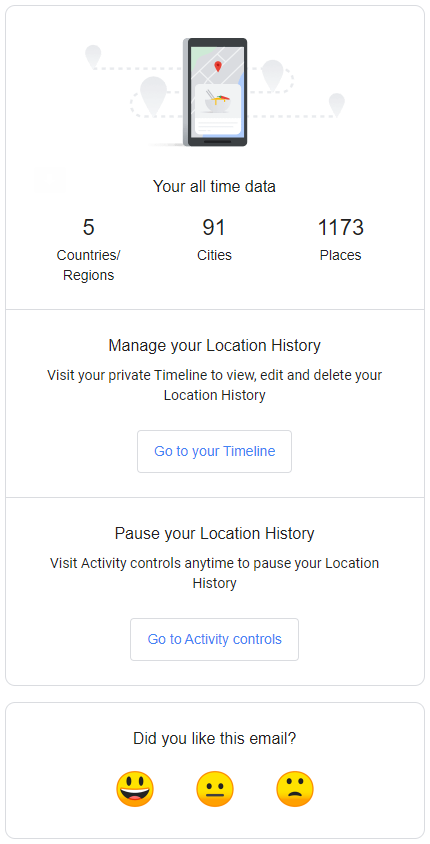 Your all time data
5 91 1173
Countries/ Cities Places
Regions
Manage your Location History
Visit your private Timeline to view, edit and delete your
Location History
Go to your Timeline
Pause your Location History
Visit Activity controls anytime to pause your Location
History
Go to Activity controls
Did you like this email?